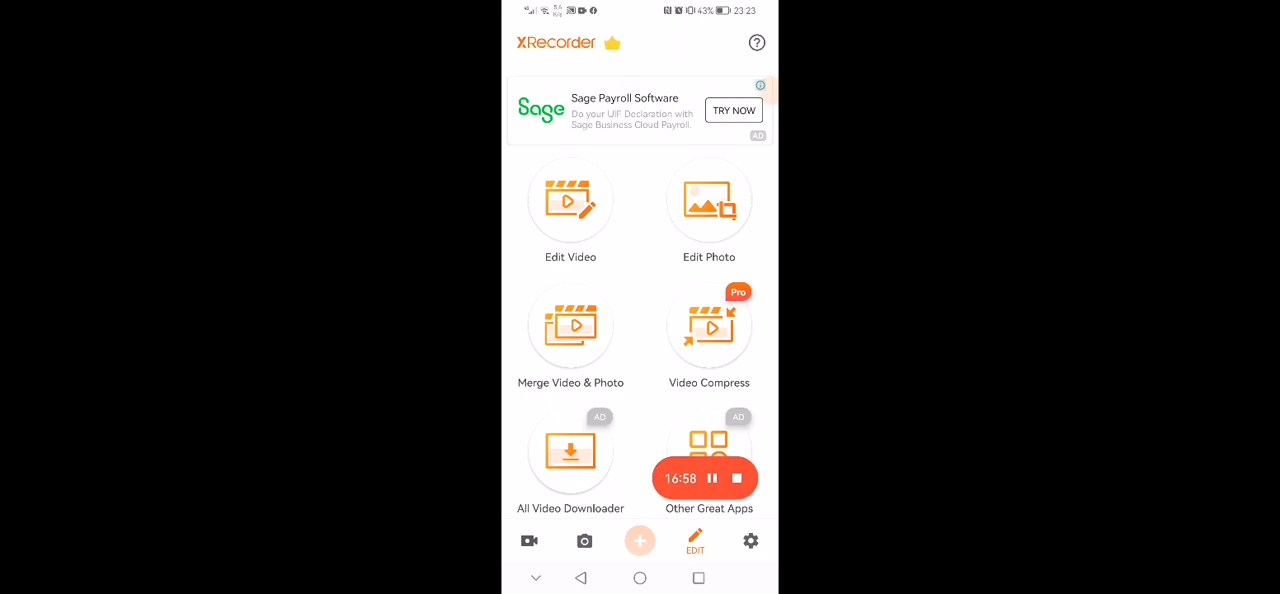 43% 23:23
XRecorder
Sage
Sage Payroll Software
Do your UIF Declaration with
Sage Business Cloud Payroll.
TRY NOW
AD
Edit Video
Edit Photo
Pro
Merge Video & Photo
Video Compress
AD
AD
16:58
All Video Downloader
Other Great Apps
EDIT